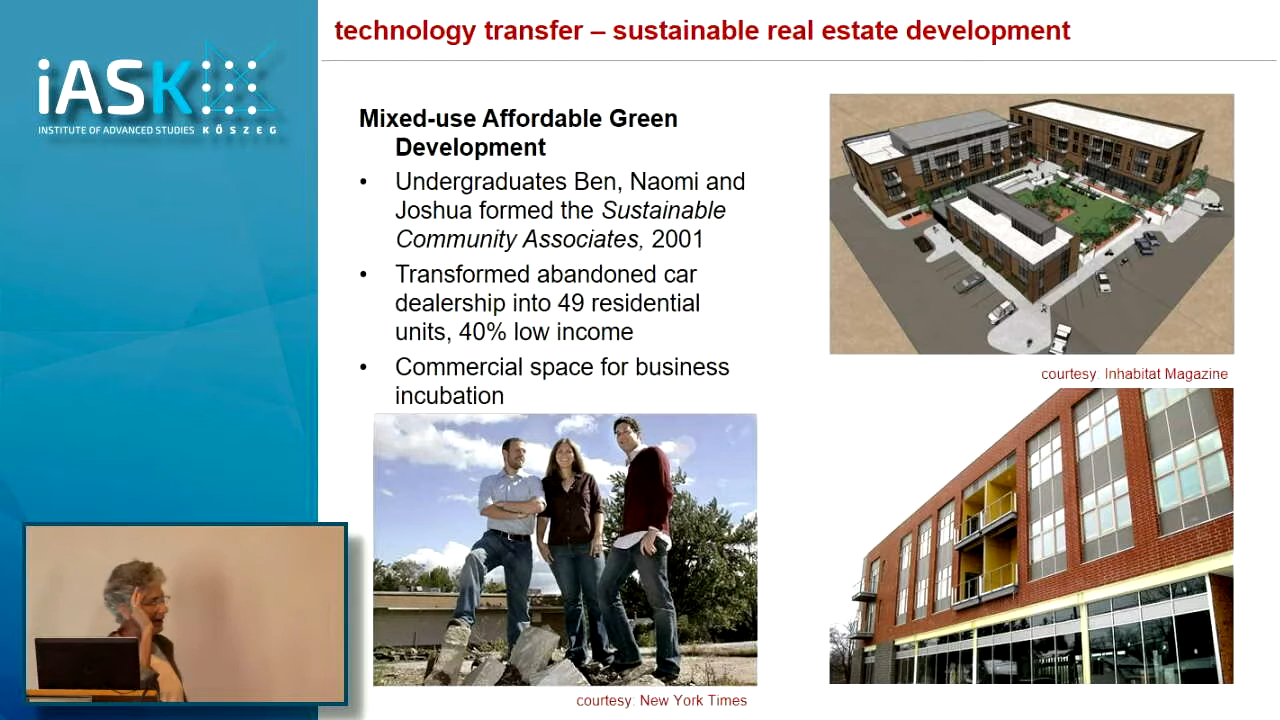 iASK
INSTITUTE OF ADVANCED STUDIES KŐSZEG
technology transfer – sustainable real estate development
Mixed-use Affordable Green
Development
• Undergraduates Ben, Naomi and
Joshua formed the Sustainable
Community Associates, 2001
• Transformed abandoned car
dealership into 49 residential
units, 40% low income
• Commercial space for business
incubation
courtesy: Inhabitat Magazine
courtesy: New York Times